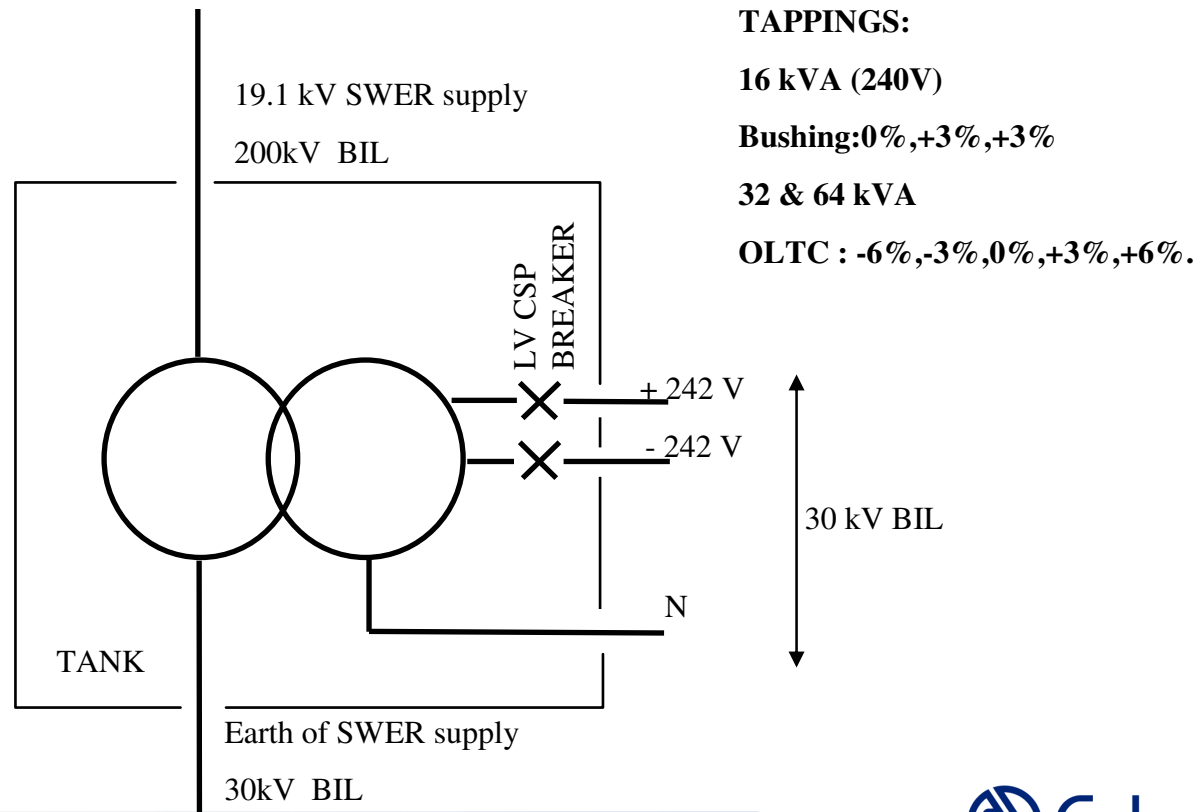 TAPPINGS:
16 kVA (240V)
Bushing:0%,+3%,+3%
32 & 64 kVA
OLTC : -6%,-3%,0%,+3%,+6%.
19.1 kV SWER supply
200kV BIL
LV CSP
BREAKER
+ 242 V
- 242 V
30 kV BIL
N
TANK
Earth of SWER supply
30kV BIL